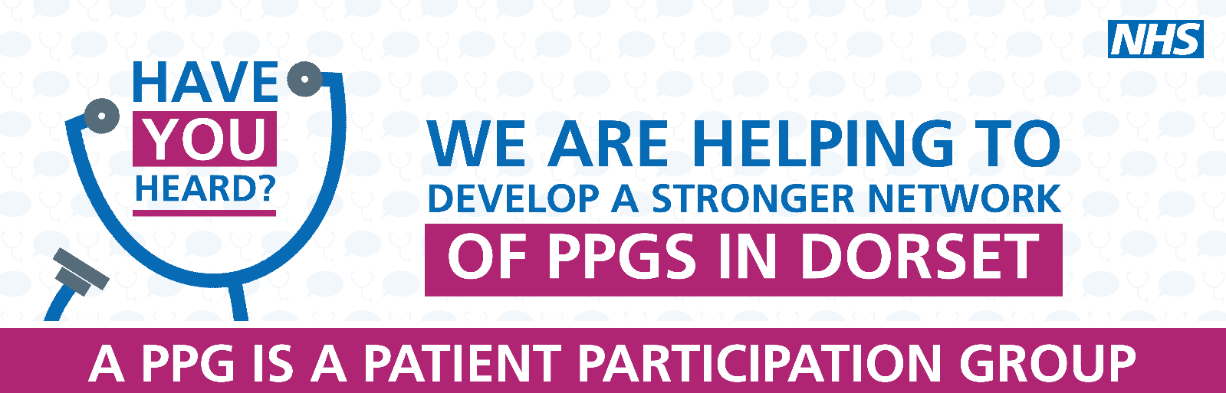 HAVE
YOU
HEARD?
NHS
WE ARE HELPING TO
DEVELOP A STRONGER NETWORK
OF PPGS IN DORSET
A PPG IS A PATIENT PARTICIPATION GROUP